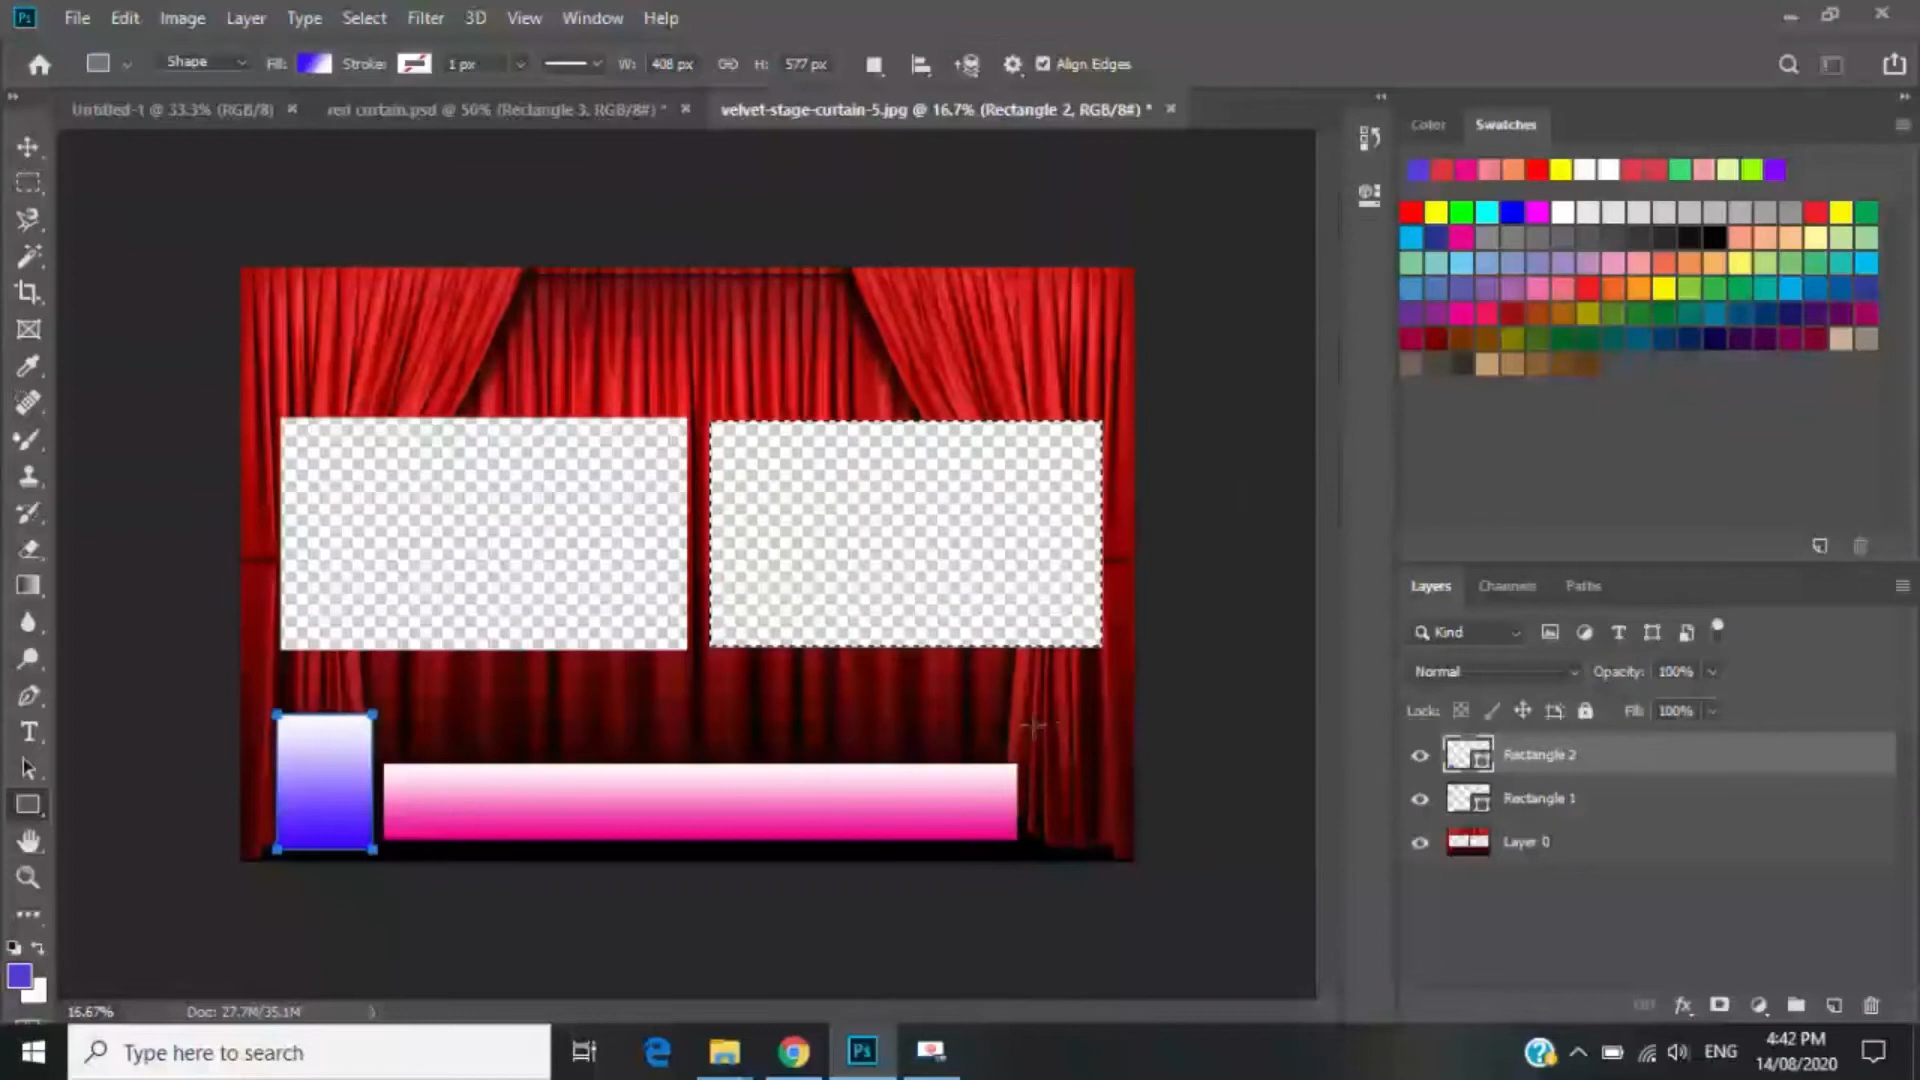 Ps File Edit Image Layer Type Select Filter 3D View Window Help
Shape Fill: Stroke: 1 px W: 408 px H: 577 px Align Edges
Untitled-1 @ 33.3% (RGB/8) × red curtain.psd @ 50% (Rectangle 3, RGB/8#) * × velvet-stage-curtain-5.jpg @ 16.7% (Rectangle 2, RGB/8#) * ×
Color Swatches
Layers Channels Paths
Kind
Normal Opacity: 100%
Lock: Fill: 100%
Rectangle 2
Rectangle 1
Layer 0
fx
16.67% Doc: 27.7M/35.1M
Type here to search
Ps
ENG
4:42 PM
14/08/2020